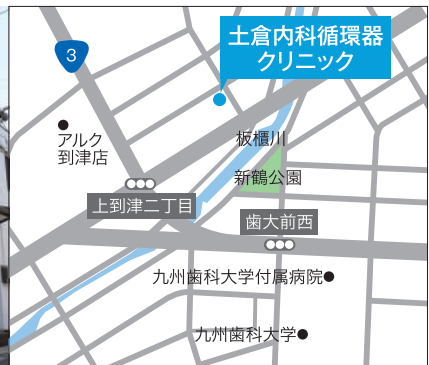 土倉内科循環器
クリニック
3
アルク
到津店
板櫃川
新鶴公園
上到津二丁目
歯大前西
九州歯科大学付属病院
九州歯科大学